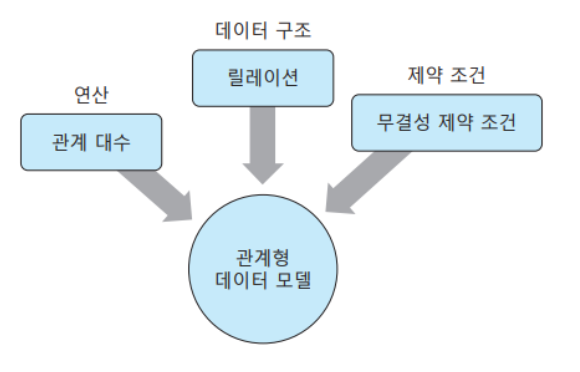 데이터 구조
릴레이션
제약 조건
무결성 제약 조건
연산
관계 대수
관계형
데이터 모델